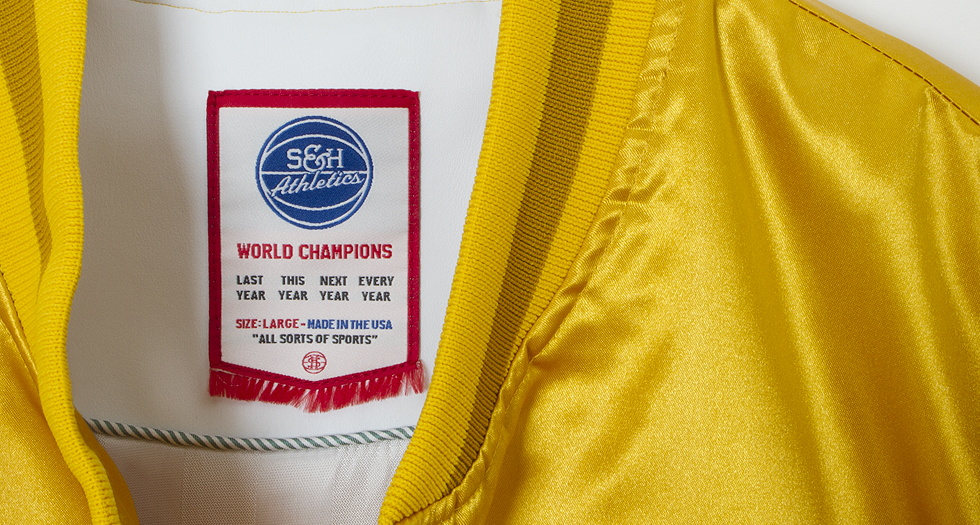 S&H
Athletics
WORLD CHAMPIONS
LAST THIS NEXT EVERY
YEAR YEAR YEAR YEAR
SIZE: LARGE - MADE IN THE USA
"ALL SORTS OF SPORTS"